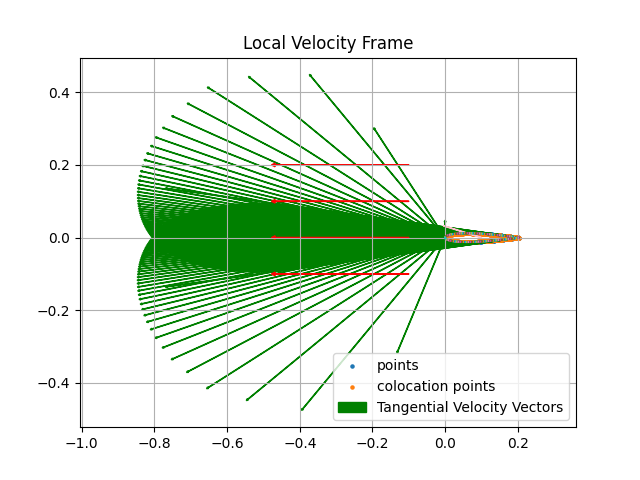 Local Velocity Frame
0.4
0.2
0.0
−0.2
−0.4
points
colocation points
Tangential Velocity Vectors
−1.0 −0.8 −0.6 −0.4 −0.2 0.0 0.2